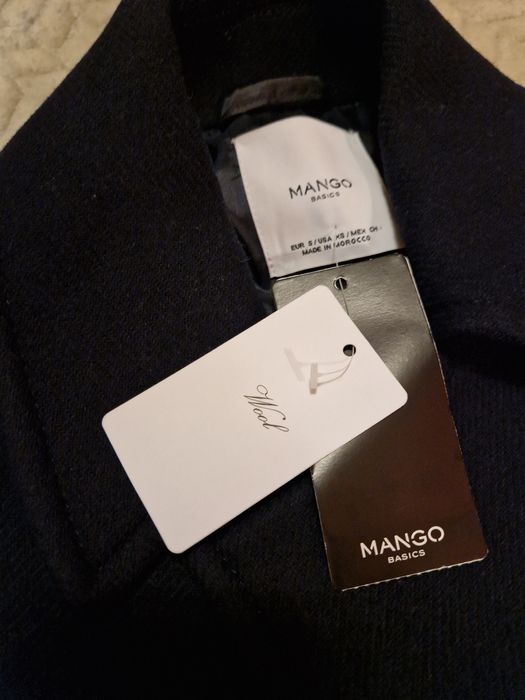 MANGO
BASICS
EUR S / USA XS / MEX CH
MADE IN MOROCCO
Wool
MANGO
BASICS